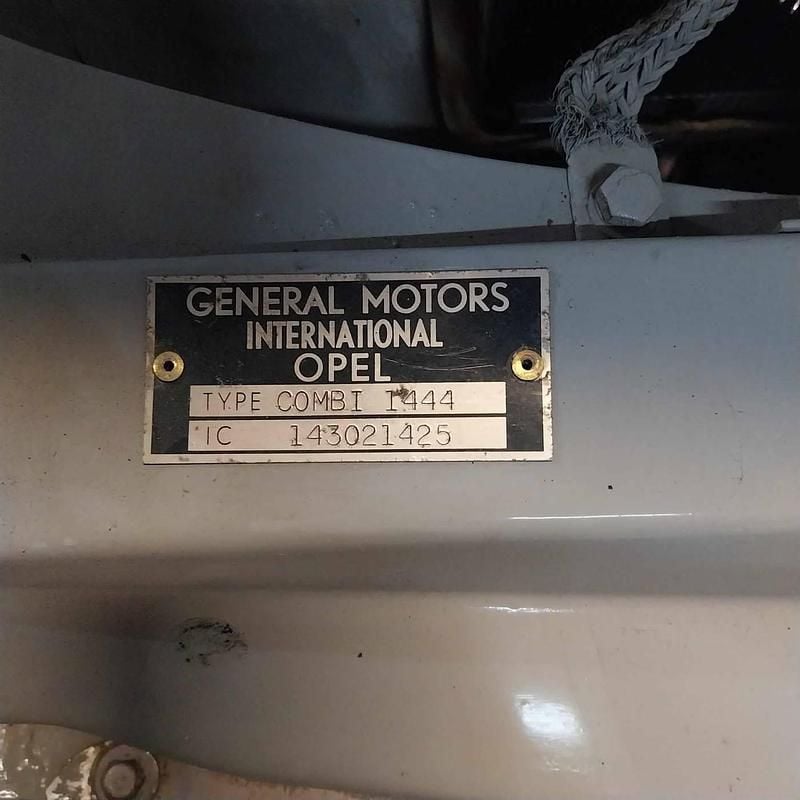 GENERAL MOTORS
INTERNATIONAL
OPEL
TYPE COMBI 1444
IC 143021425